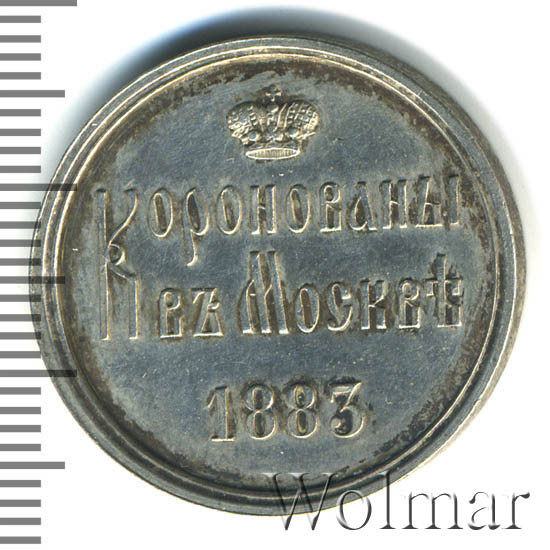 Коронованы
въ Москвѣ
1883
Wolmar